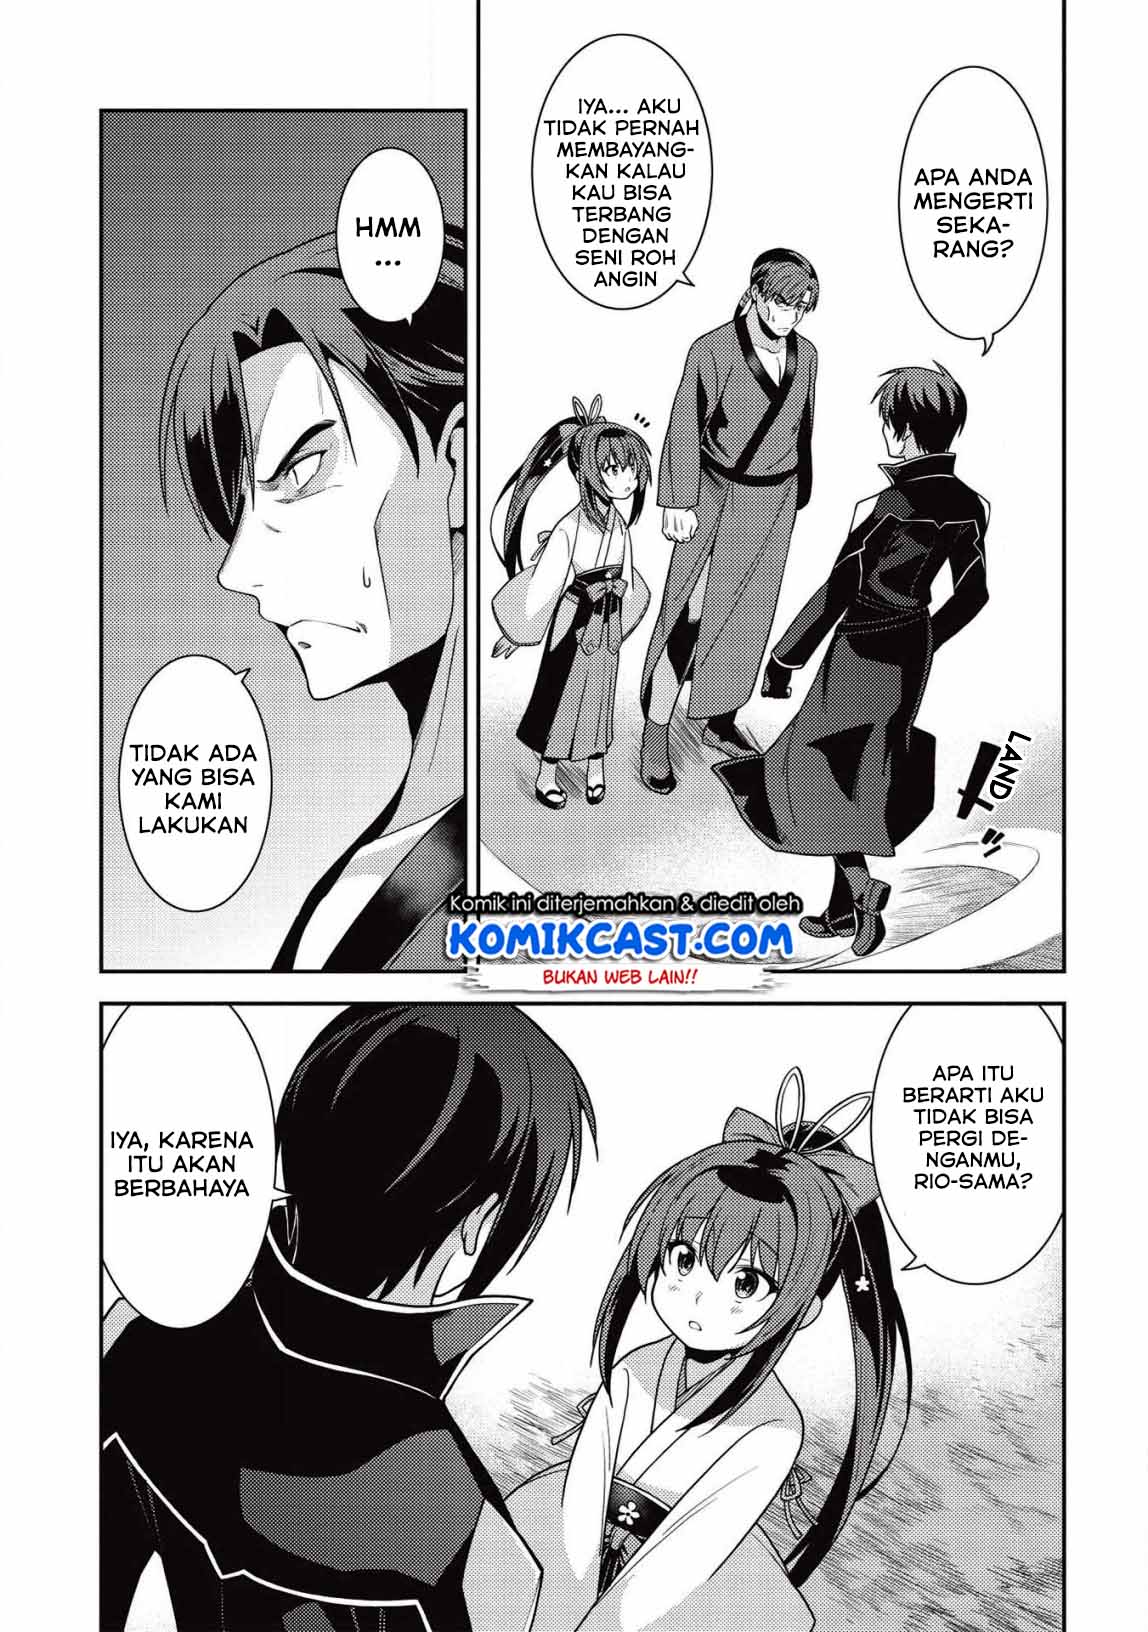 APA ANDA
MENGERTI
SEKA-
RANG?
IYA... AKU
TIDAK PERNAH
MEMBAYANG-
KAN KALAU
KAU BISA
TERBANG
DENGAN
SENI ROH
ANGIN
LAND
HMM
...
TIDAK ADA
YANG BISA
KAMI
LAKUKAN
Komik ini diterjemahkan & diedit oleh
KOMIKCAST.COM
BUKAN WEB LAIN!!
APA ITU
BERARTI AKU
TIDAK BISA
PERGI DE-
NGANMU,
RIO-SAMA?
IYA, KARENA
ITU AKAN
BERBAHAYA